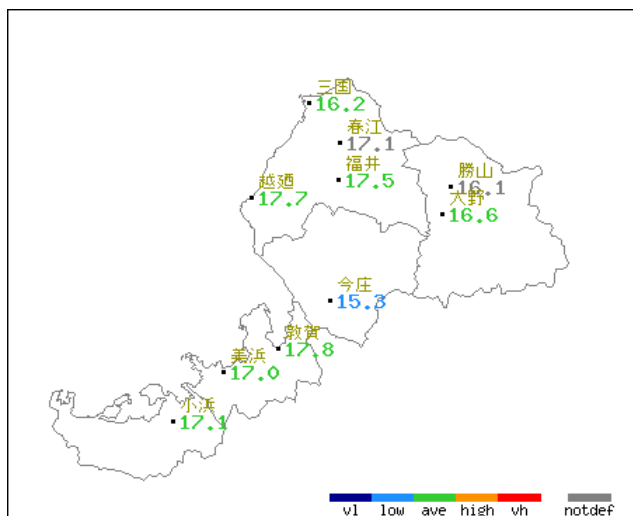 三国
16.2
春江
17.1
福井
17.5
勝山
16.1
越廼
17.7
大野
16.6
今庄
15.3
敦賀
17.8
美浜
17.0
小浜
17.1
vl low ave high vh notdef